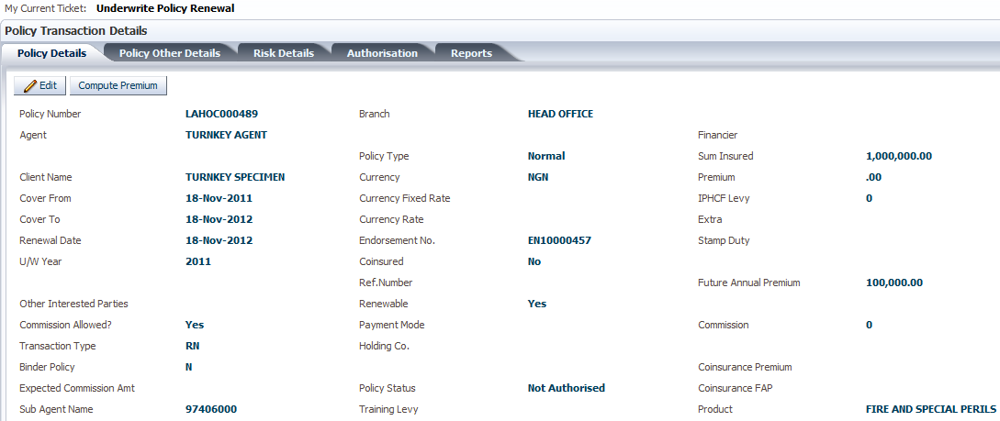 My Current Ticket: Underwrite Policy Renewal
Policy Transaction Details
Policy Details Policy Other Details Risk Details Authorisation Reports
Edit Compute Premium
Policy Number LAHOC000489 Branch HEAD OFFICE
Agent TURNKEY AGENT Financier
Policy Type Normal Sum Insured 1,000,000.00
Client Name TURNKEY SPECIMEN Currency NGN Premium .00
Cover From 18-Nov-2011 Currency Fixed Rate IPHCF Levy 0
Cover To 18-Nov-2012 Currency Rate Extra
Renewal Date 18-Nov-2012 Endorsement No. EN10000457 Stamp Duty
U/W Year 2011 Coinsured No
Ref.Number Future Annual Premium 100,000.00
Other Interested Parties Renewable Yes
Commission Allowed? Yes Payment Mode Commission 0
Transaction Type RN Holding Co.
Binder Policy N Coinsurance Premium
Expected Commission Amt Policy Status Not Authorised Coinsurance FAP
Sub Agent Name 97406000 Training Levy Product FIRE AND SPECIAL PERILS